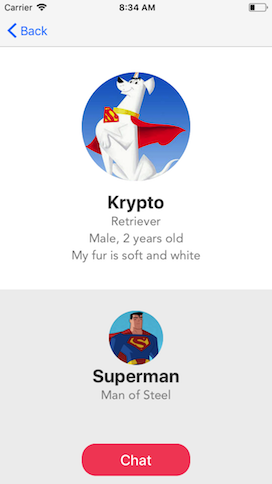 Carrier 8:34 AM
Back
Krypto
Retriever
Male, 2 years old
My fur is soft and white
Superman
Man of Steel
Chat